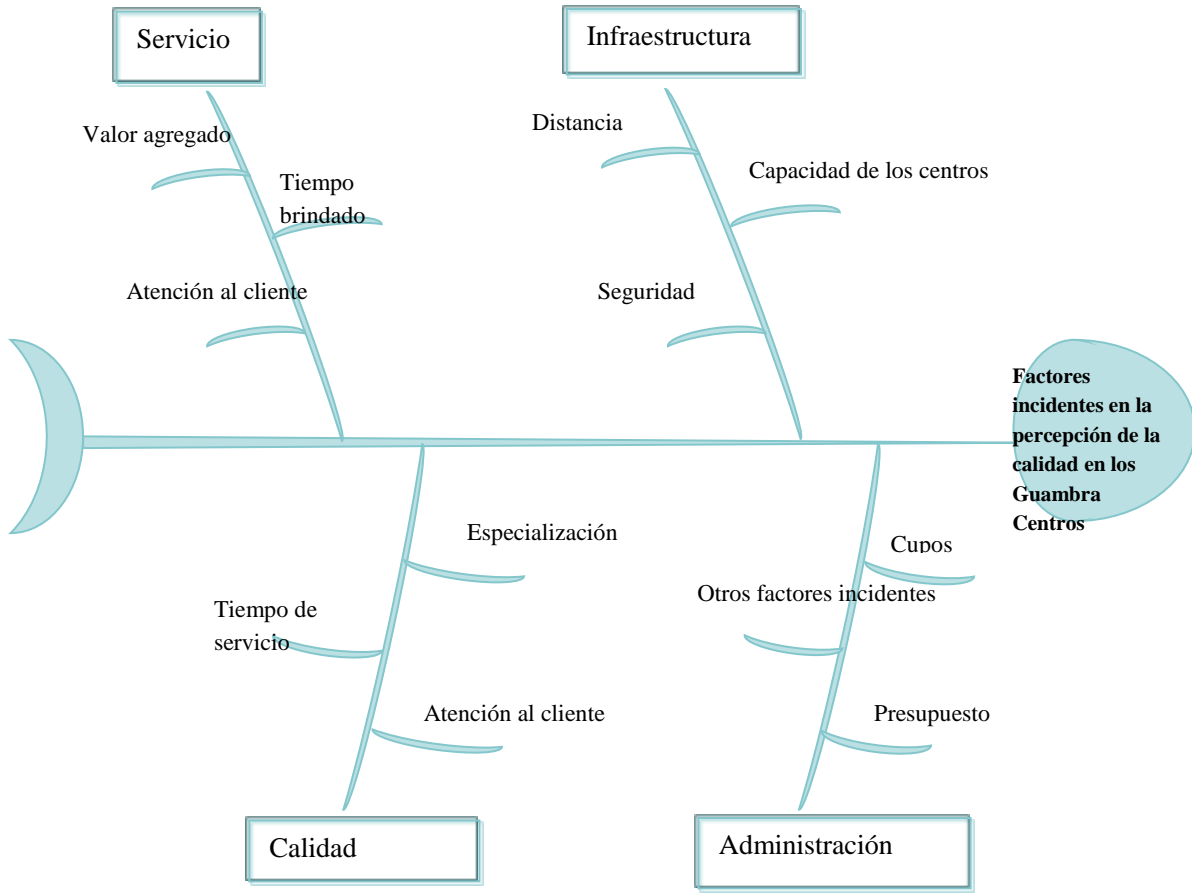 Servicio
Infraestructura
Valor agregado
Tiempo
brindado
Atención al cliente
Distancia
Capacidad de los centros
Seguridad
Factores
incidentes en la
percepción de la
calidad en los
Guambra
Centros
Especialización
Tiempo de
servicio
Atención al cliente
Cupos
Otros factores incidentes
Presupuesto
Calidad
Administración